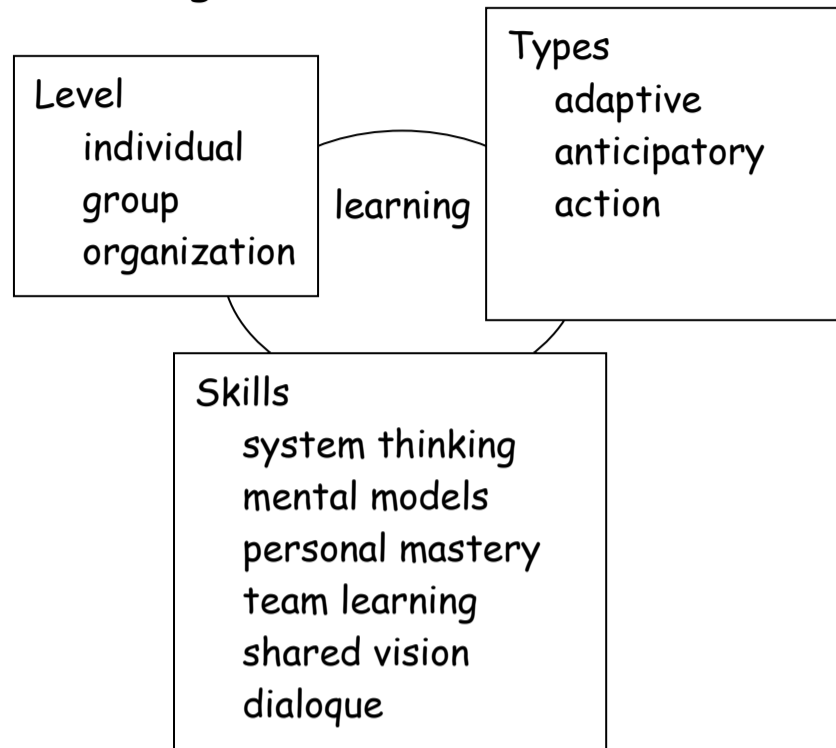 Level
individual
group
organization
learning
Types
adaptive
anticipatory
action
Skills
system thinking
mental models
personal mastery
team learning
shared vision
dialoque